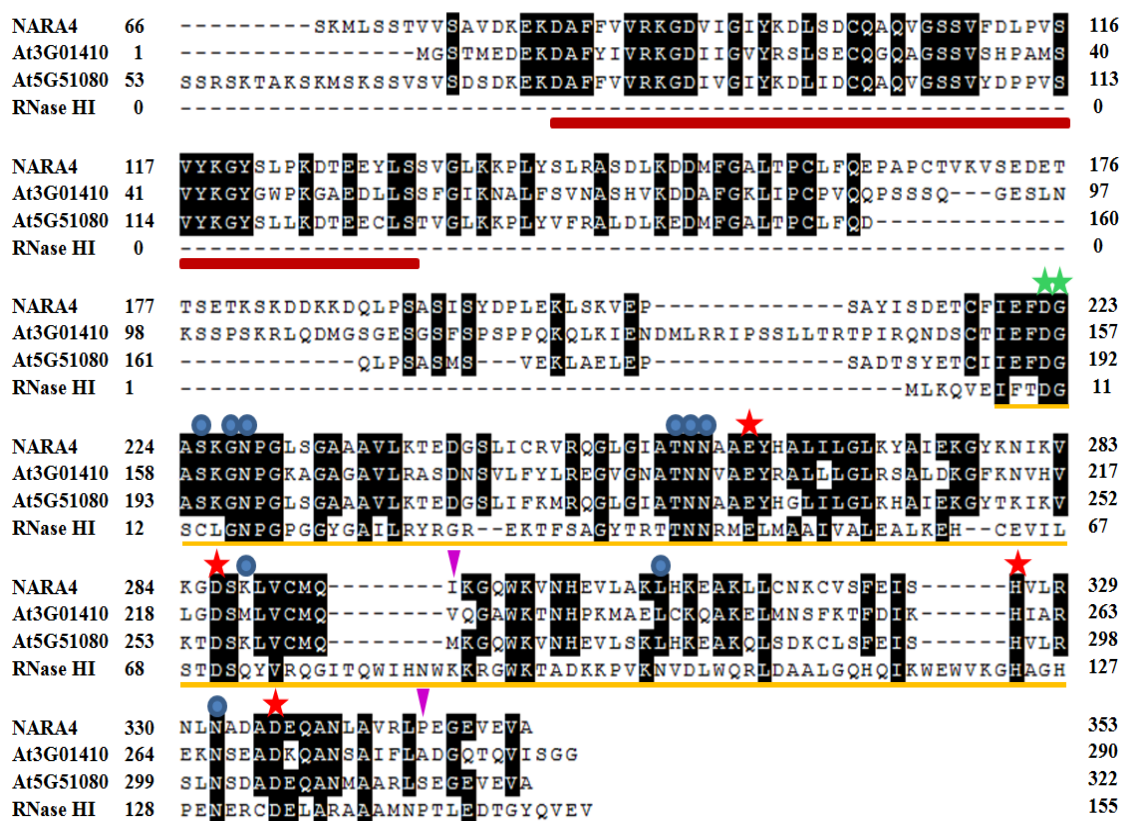 NARA4 66 ---------SKMLSSTVVSAVDKEKDAFFVVRKGDVIGIYKDLSDCQAQVGSSVFDLPVS 116
At3G01410 1 ----------------MGSTMEDEKDAFYIVRKGDIIGVYRSLSECQGQAGSSVSHPAMS 40
At5G51080 53 SSRSKTAKSKMSKSSVSVSDSDKEKDAFFVVRKGDIVGIYKDLIDCQAQVGSSVYDPPVS 113
RNase HI 0 ------------------------------------------------------------ 0
NARA4 117 VYKGYSLPKDTEEYLSSVGLKKPLYSLRASDLKDDMFGALTPCLFQEPAPCTVKVSEDET 176
At3G01410 41 VYKGYGWPKGAEDLLSSFGIKNALFSVNASHVKDDAFGKLIPCPVQQPSSSQ---GESLN 97
At5G51080 114 VYKGYSLLKDTEECLSTVGLKKPLYVFRALDLKEDMFGALTPCLFQD------------- 160
RNase HI 0 ------------------------------------------------------------ 0
NARA4 177 TSETKSKDDKKDQLPSASISYDPLEKLSKVEP-------------SAYISDETCFIEFDG 223
At3G01410 98 KSSPSKRLQDMGSGESGSFSPSPPQKQLKIENDMLRRIPSSLLTRTPIRQNDSCTIEFDG 157
At5G51080 161 ------------QLPSASMS---VEKLAELEP-------------SADTSYETCIIEFDG 192
RNase HI 1 -------------------------------------------------MLKQVEIFTDG 11
NARA4 224 ASKGNPGLSGAAAVLKTEDGSLICRVRQGLGIATNNAAEYHALILGLKYAIEKGYKNIKV 283
At3G01410 158 ASKGNPGKAGAGAVLRASDNSVLFYLREGVGNATNNVAEYRALLLGLRSALDKGFKNVHV 217
At5G51080 193 ASKGNPGLSGAAAVLKTEDGSLIFKMRQGLGIATNNAAEYHGLILGLKHAIEKGYTKIKV 252
RNase HI 12 SCLGNPGPGGYGAILRYRGR--EKTFSAGYTRTTNNRMELMAAIVALEALKEH--CEVIL 67
NARA4 284 KGDSKLVCMQ--------IKGQWKVNHEVLAKLHKEAKLLCNKCVSFEIS------HVLR 329
At3G01410 218 LGDSMLVCMQ--------VQGAWKTNHPKMAELCKQAKELMNSFKTFDIK------HIAR 263
At5G51080 253 KTDSKLVCMQ--------MKGQWKVNHEVLSKLHKEAKQLSDKCLSFEIS------HVLR 298
RNase HI 68 STDSQYVRQGITQWIHNWKKRGWKTADKKPVKNVDLWQRLDAALGQHQIKWEWVKGHAGH 127
NARA4 330 NLNADADEQANLAVRLPEGEVEVA 353
At3G01410 264 EKNSEADKQANSAIFLADGQTQVISGG 290
At5G51080 299 SLNSDADEQANMAARLSEGEVEVA 322
RNase HI 128 PENERCDELARAAAMNPTLEDTGYQVEV 155